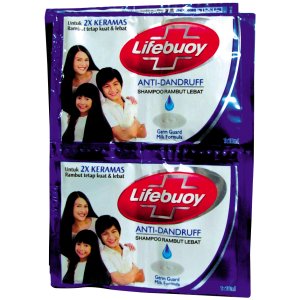 Untuk 2X KERAMAS
Rambut tetap kuat & lebat
Lifebuoy
ANTI-DANDRUFF
SHAMPOO RAMBUT LEBAT
Germ Guard
Milk Formula
Untuk 2X KERAMAS
Rambut tetap kuat & lebat
Lifebuoy
ANTI-DANDRUFF
SHAMPOO RAMBUT LEBAT
Germ Guard
Milk Formula